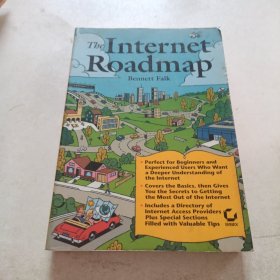 The Internet
Roadmap
Bennett Falk
• Perfect for Beginners and
Experienced Users Who Want
a Deeper Understanding of
the Internet
• Covers the Basics, then Gives
You the Secrets to Getting
the Most Out of the Internet
• Includes a Directory of
Internet Access Providers
Plus Special Sections
Filled with Valuable Tips
SYBEX